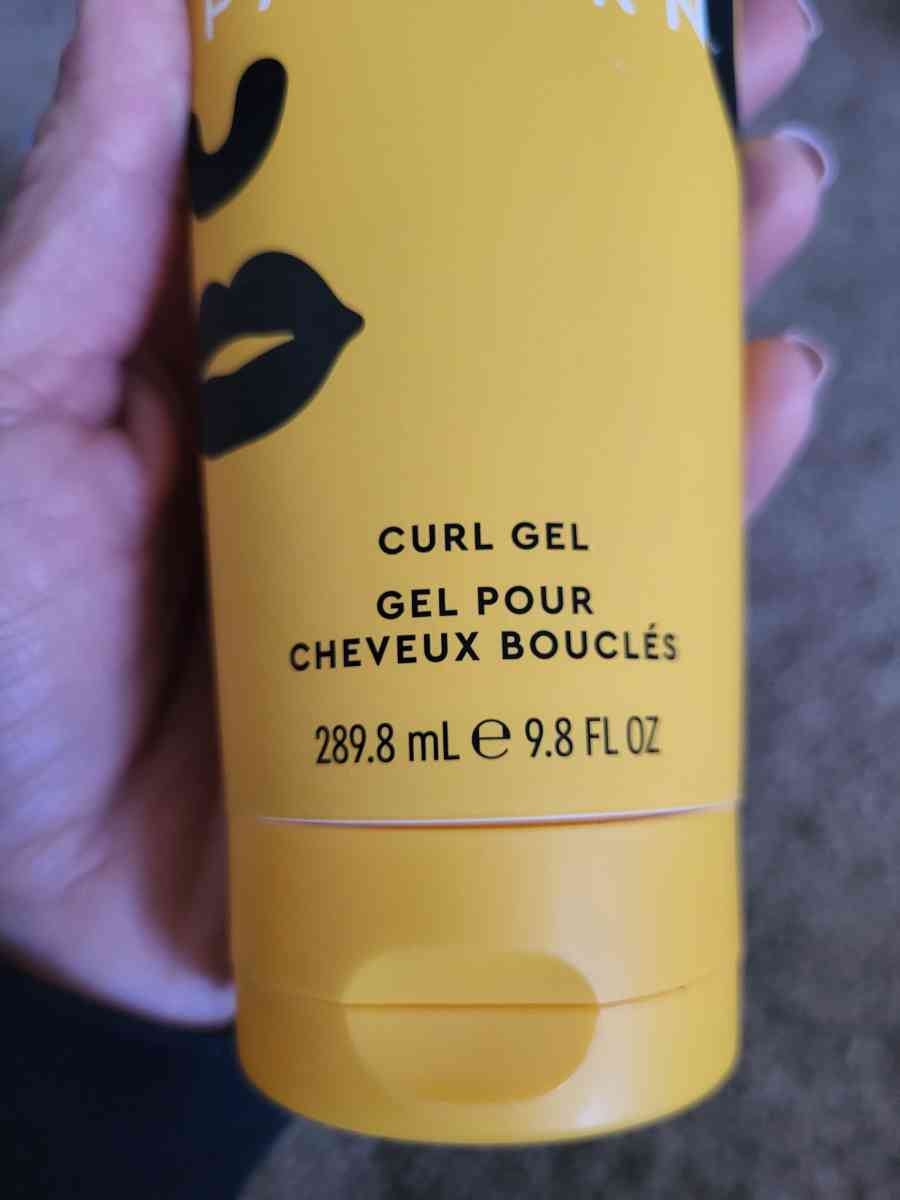 CURL GEL
GEL POUR
CHEVEUX BOUCLÉS
289.8 mL ℮ 9.8 FL OZ